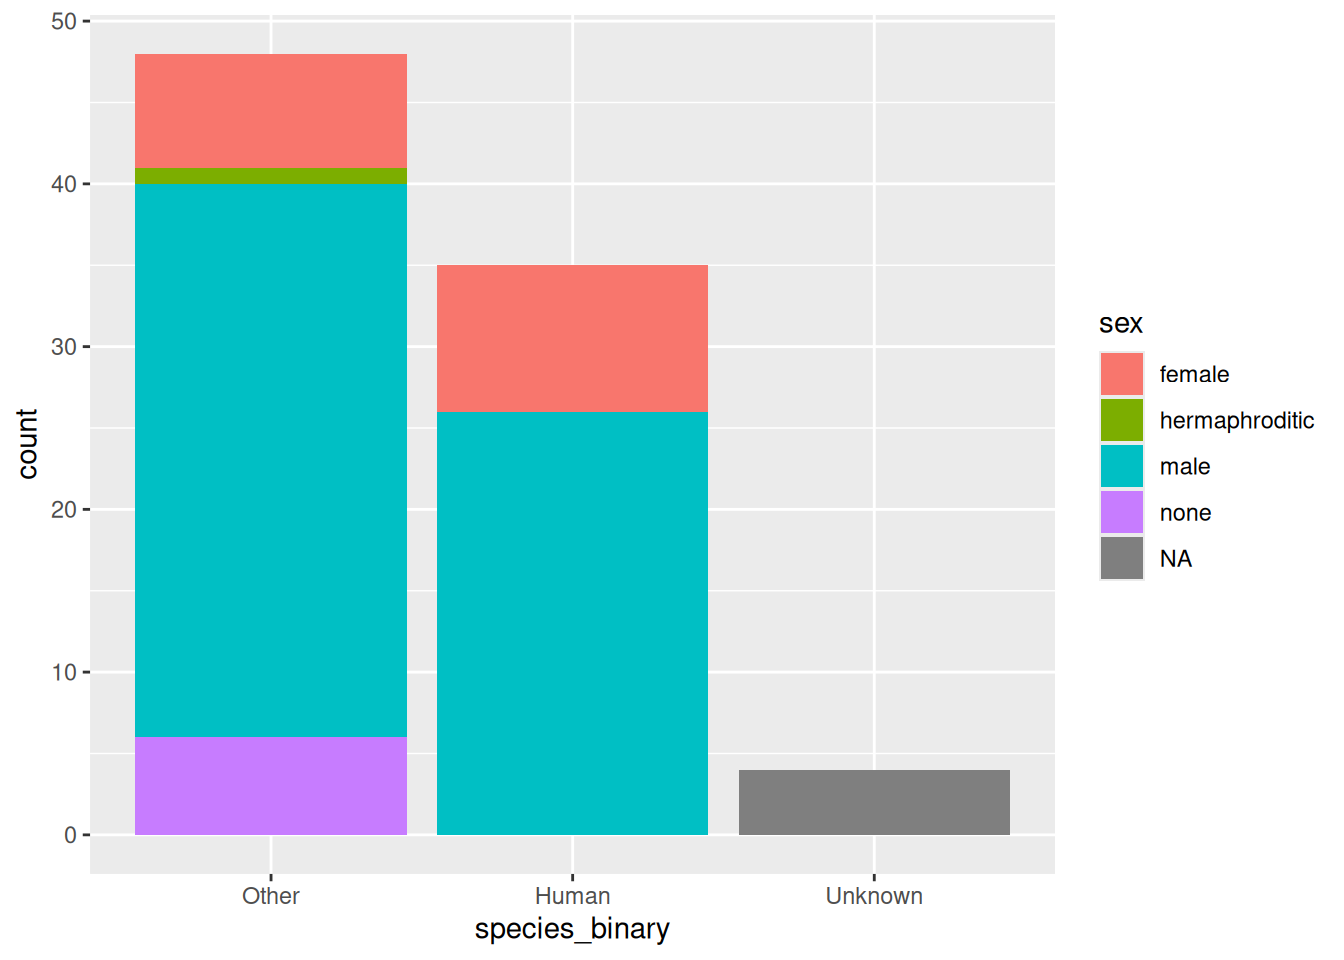 50
40
30
20
10
0
count
Other
Human
Unknown
species_binary
sex
female
hermaphroditic
male
none
NA